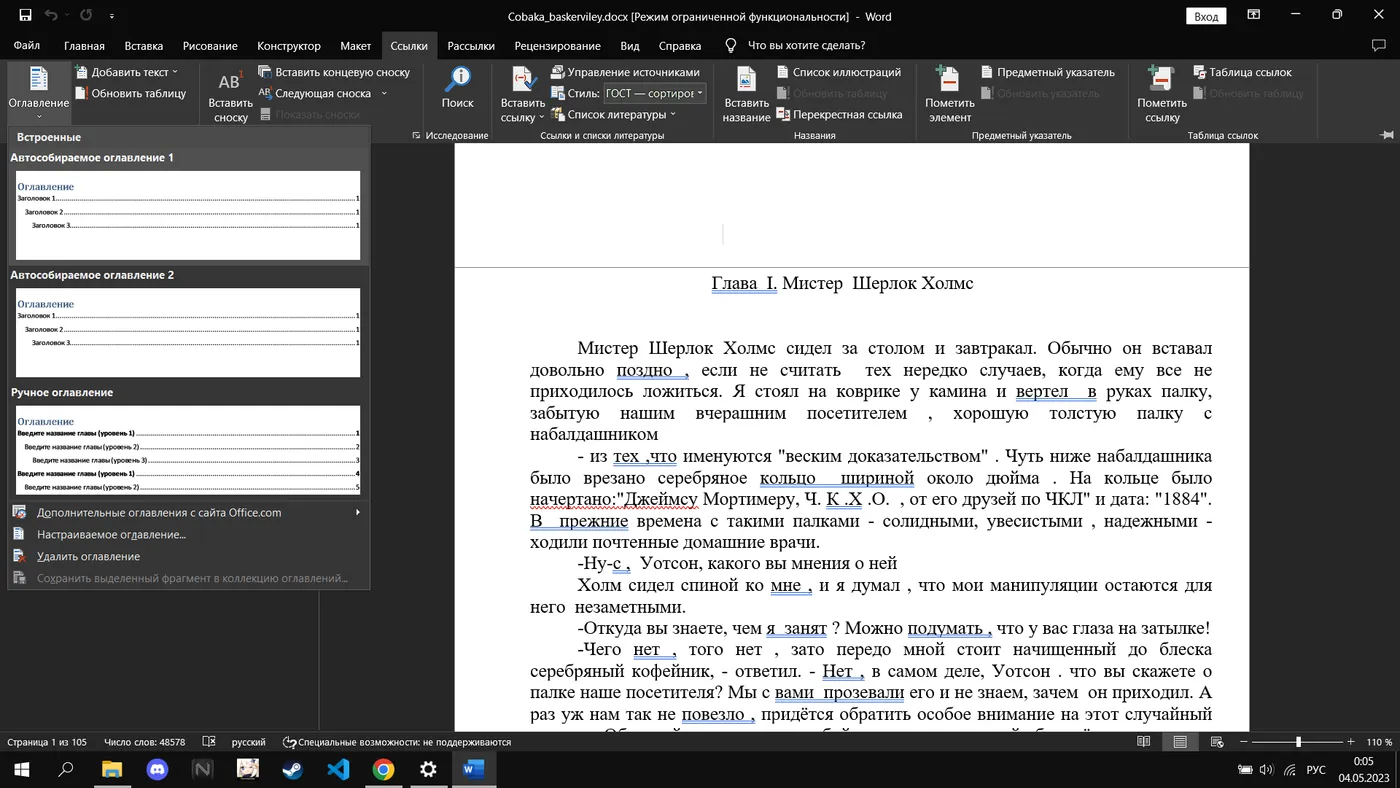 Cobaka_baskerviley.docx [Режим ограниченной функциональности] - Word
Вход
Файл Главная Вставка Рисование Конструктор Макет Ссылки Рассылки Рецензирование Вид Справка Что вы хотите сделать?
Оглавление
Добавить текст
Обновить таблицу
AB1
Вставить сноску
Вставить концевую сноску
Следующая сноска
Показать сноски
Поиск
Исследование
Вставить ссылку
Управление источниками
Стиль: ГОСТ — сортирог
Список литературы
Ссылки и списки литературы
Вставить название
Список иллюстраций
Обновить таблицу
Перекрестная ссылка
Названия
Пометить элемент
Предметный указатель
Обновить указатель
Предметный указатель
Пометить ссылку
Таблица ссылок
Обновить таблицу
Таблица ссылок
Встроенные
Автособираемое оглавление 1
Оглавление
Заголовок 1 1
Заголовок 2 1
Заголовок 3 1
Автособираемое оглавление 2
Оглавление
Заголовок 1 1
Заголовок 2 1
Заголовок 3 1
Ручное оглавление
Оглавление
Введите название главы (уровень 1) 1
Введите название главы (уровень 2) 2
Введите название главы (уровень 3) 3
Введите название главы (уровень 1) 4
Введите название главы (уровень 2) 5
Дополнительные оглавления с сайта Office.com
Настраиваемое оглавление...
Удалить оглавление
Сохранить выделенный фрагмент в коллекцию оглавлений...
Глава I. Мистер Шерлок Холмс
Мистер Шерлок Холмс сидел за столом и завтракал. Обычно он вставал
довольно поздно , если не считать тех нередко случаев, когда ему все не
приходилось ложиться. Я стоял на коврике у камина и вертел в руках палку,
забытую нашим вчерашним посетителем , хорошую толстую палку с
набалдашником
- из тех ,что именуются "веским доказательством" . Чуть ниже набалдашника
было врезано серебряное кольцо шириной около дюйма . На кольце было
начертано:"Джеймсу Мортимеру, Ч. К .Х .О. , от его друзей по ЧКЛ" и дата: "1884".
В прежние времена с такими палками - солидными, увесистыми , надежными -
ходили почтенные домашние врачи.
-Ну-с , Уотсон, какого вы мнения о ней
Холм сидел спиной ко мне , и я думал , что мои манипуляции остаются для
него незаметными.
-Откуда вы знаете, чем я занят ? Можно подумать , что у вас глаза на затылке!
-Чего нет , того нет , зато передо мной стоит начищенный до блеска
серебряный кофейник, - ответил. - Нет , в самом деле, Уотсон . что вы скажете о
палке наше посетителя? Мы с вами прозевали его и не знаем, зачем он приходил. А
раз уж нам так не повезло , придётся обратить особое внимание на этот случайный
Страница 1 из 105 Число слов: 48578 русский Специальные возможности: не поддерживаются 110 %
РУС
0:05
04.05.2023